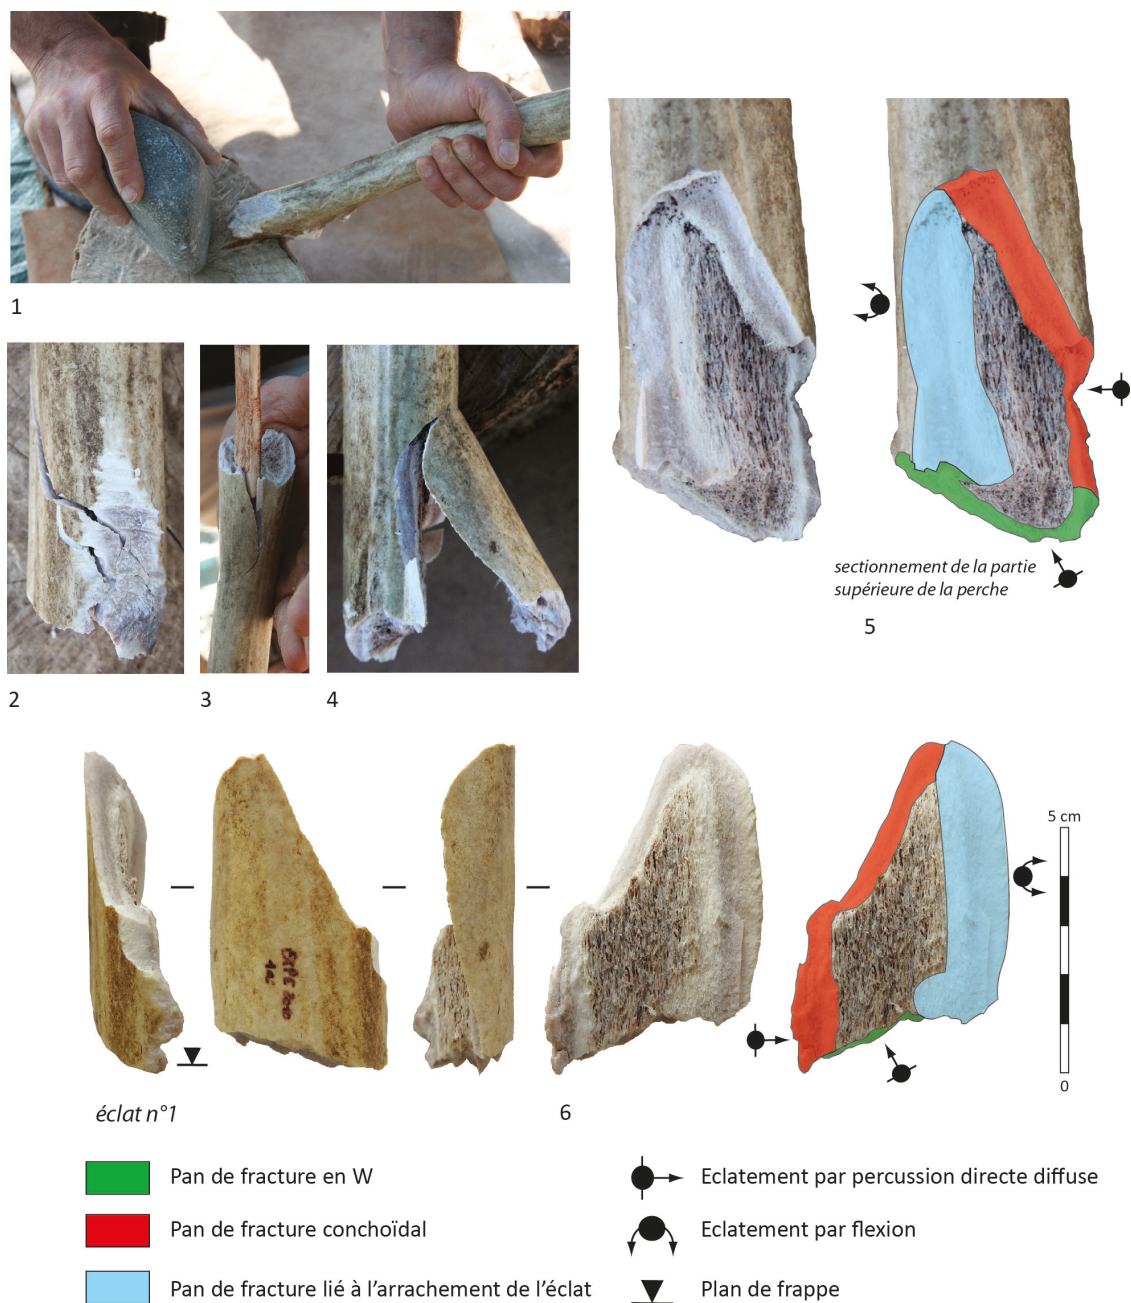 1
2
3
4
sectionnement de la partie
supérieure de la perche
5
EXPE 2010
5 cm
0
éclat n°1
6
Pan de fracture en W
Pan de fracture conchoïdal
Pan de fracture lié à l'arrachement de l'éclat
Eclatement par percussion directe diffuse
Eclatement par flexion
Plan de frappe